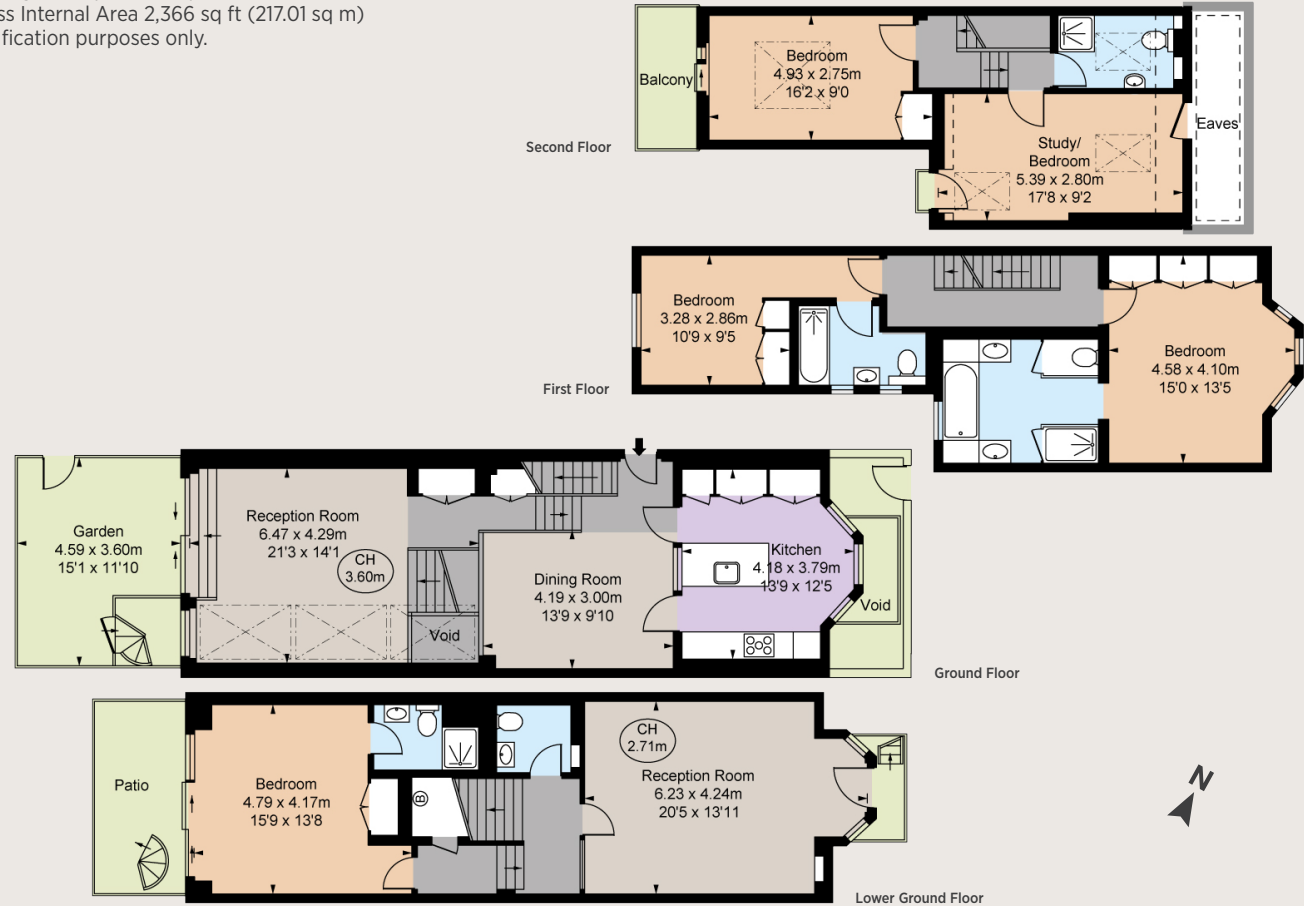 ss Internal Area 2,366 sq ft (217.01 sq m)
ification purposes only.
Balcony
Bedroom
4.93 x 2.75m
16'2 x 9'0
Study/
Bedroom
5.39 x 2.80m
17'8 x 9'2
Eaves
Second Floor
Bedroom
3.28 x 2.86m
10'9 x 9'5
Bedroom
4.58 x 4.10m
15'0 x 13'5
First Floor
Garden
4.59 x 3.60m
15'1 x 11'10
Reception Room
6.47 x 4.29m
21'3 x 14'1
CH
3.60m
Void
Dining Room
4.19 x 3.00m
13'9 x 9'10
Kitchen
4.18 x 3.79m
13'9 x 12'5
Void
Ground Floor
Patio
Bedroom
4.79 x 4.17m
15'9 x 13'8
B
CH
2.71m
Reception Room
6.23 x 4.24m
20'5 x 13'11
N
Lower Ground Floor